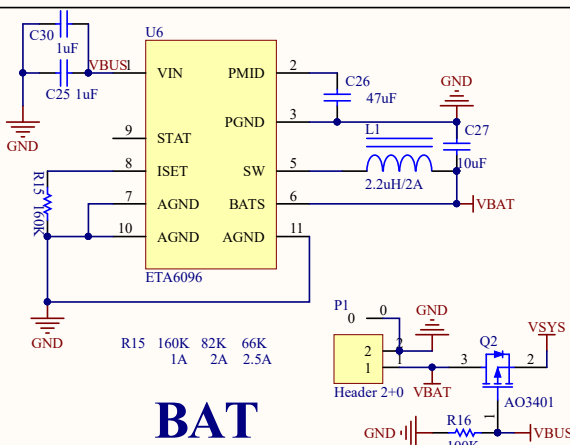 C30
1uF
VBUS
1
C25 1uF
GND
U6
VIN
PMID
2
C26
47uF
GND
PGND
3
9
STAT
L1
C27
10uF
8
ISET
SW
5
2.2uH/2A
R15 160K
7
AGND
BATS
6
VBAT
10
AGND
AGND
11
ETA6096
GND
R15 160K 82K 66K
1A 2A 2.5A
P1
0
0
GND
2
2
1
1
Header 2+0
VBAT
Q2
VSYS
3
2
AO3401
1
BAT
GND
R16
VBUS